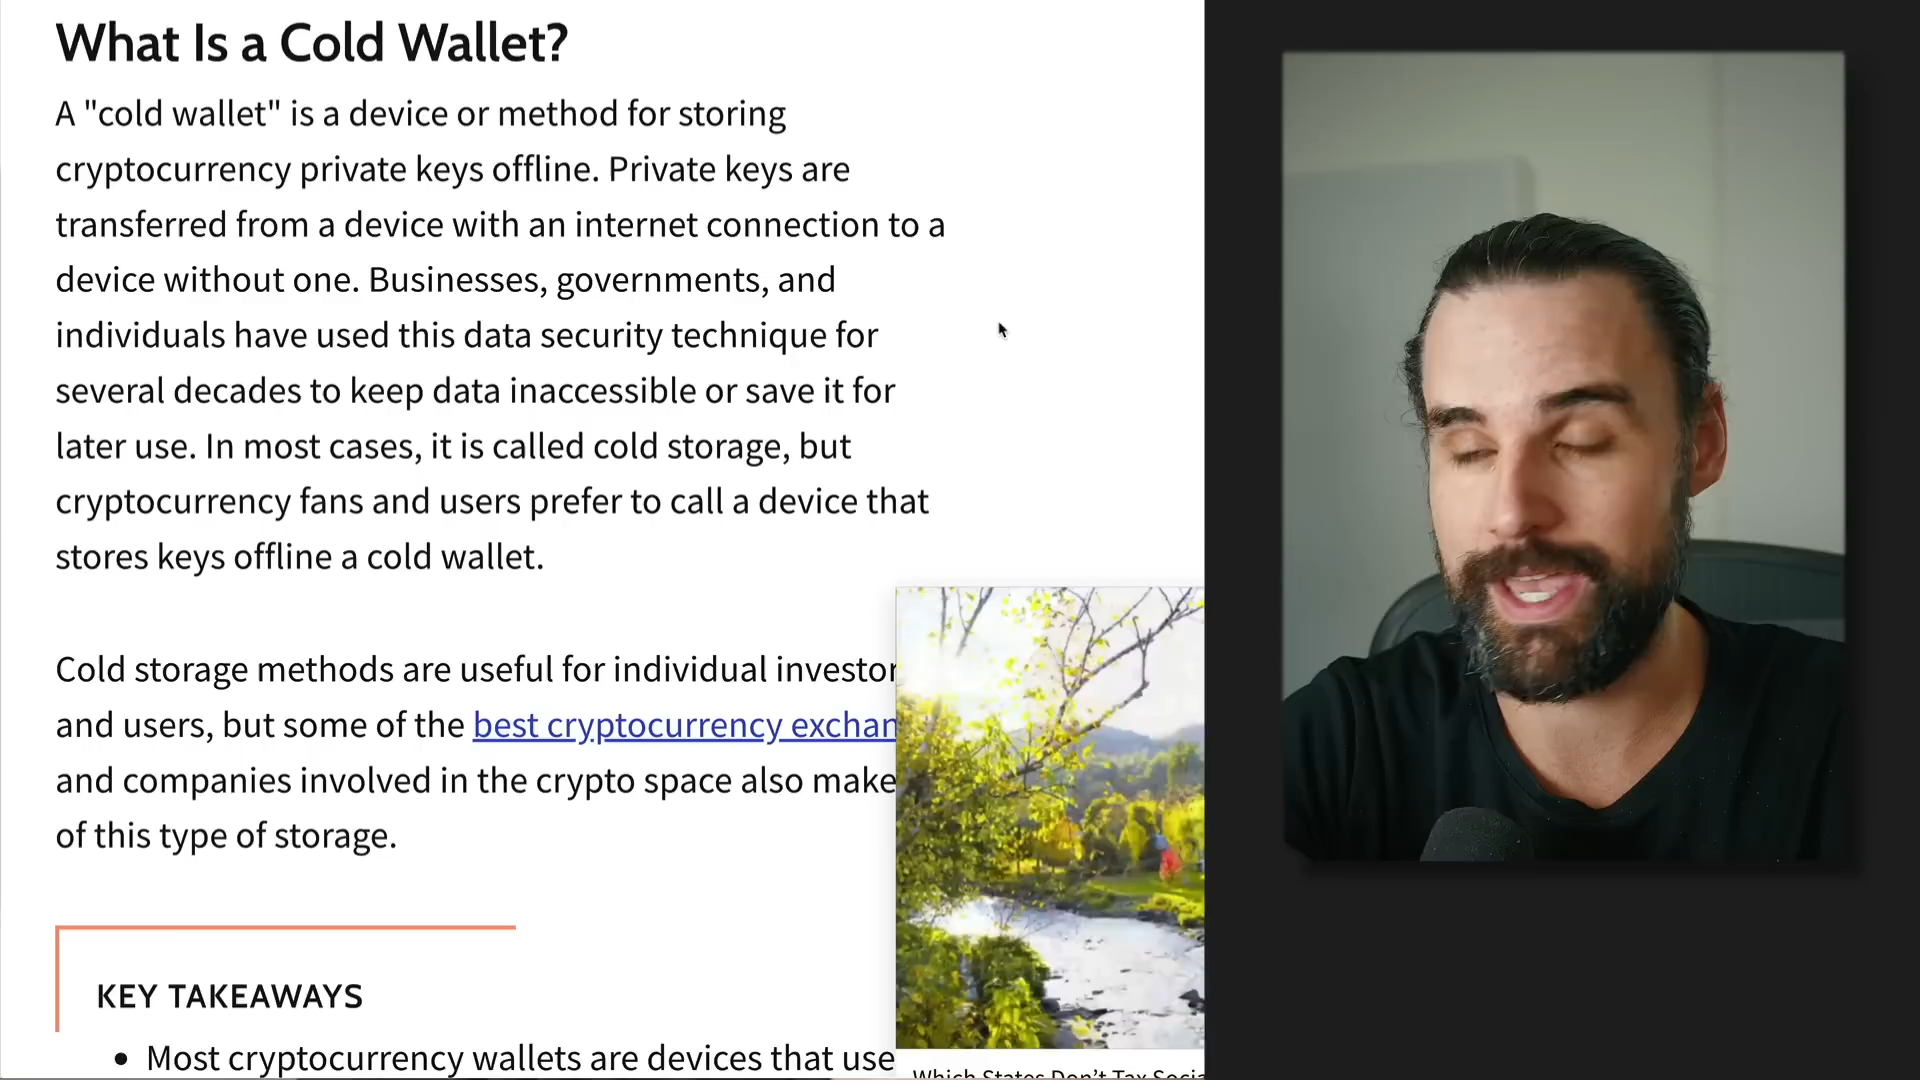 What Is a Cold Wallet?
A "cold wallet" is a device or method for storing
cryptocurrency private keys offline. Private keys are
transferred from a device with an internet connection to a
device without one. Businesses, governments, and
individuals have used this data security technique for
several decades to keep data inaccessible or save it for
later use. In most cases, it is called cold storage, but
cryptocurrency fans and users prefer to call a device that
stores keys offline a cold wallet.
Cold storage methods are useful for individual investor
and users, but some of the best cryptocurrency exchan
and companies involved in the crypto space also make
of this type of storage.
KEY TAKEAWAYS
• Most cryptocurrency wallets are devices that use
Which States Don't Tax Socia